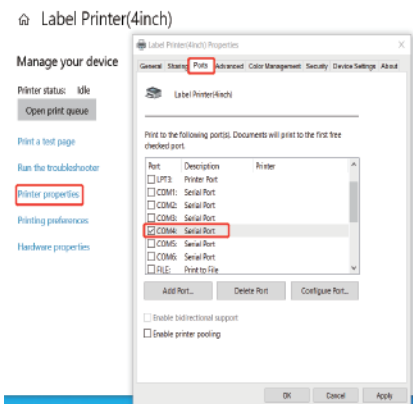 Label Printer(4inch)
Manage your device
Printer status: Idle
Open print queue
Print a test page
Run the troubleshooter
Printer properties
Printing preferences
Hardware properties
Label Printer(4inch) Properties
General Sharing Ports Advanced Color Management Security Device Settings About
Label Printer(4inch)
Print to the following port(s). Documents will print to the first free
checked port.
Port Description Printer
LPT3: Printer Port
COM1: Serial Port
COM2: Serial Port
COM3: Serial Port
COM4: Serial Port
COM5: Serial Port
COM6: Serial Port
FILE: Print to File
Add Port... Delete Port Configure Port...
Enable bidirectional support
Enable printer pooling
OK Cancel Apply